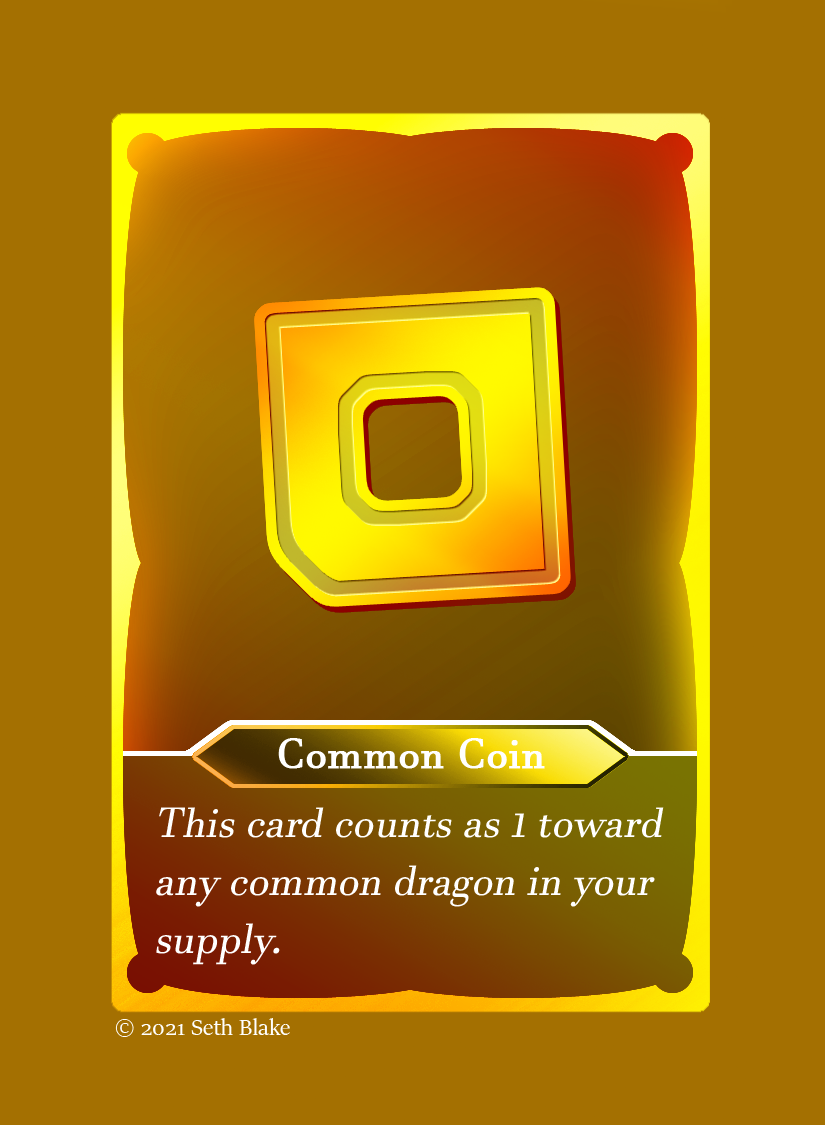 Common Coin
This card counts as 1 toward
any common dragon in your
supply.
© 2021 Seth Blake